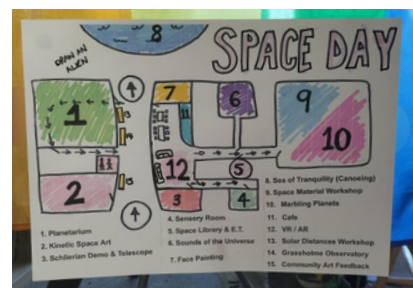 8
SPACE DAY
DRAW AN
ALIEN
7
6
9
1
11
10
12
5
2
3
4
1. Planetarium
2. Kinetic Space Art
3. Schlierian Demo & Telescope
4. Sensory Room
5. Space Library & E.T.
6. Sounds of the Universe
7. Face Painting
8. Sea of Tranquility (Canoeing)
9. Space Material Workshop
10. Marbling Planets
11. Cafe
12. VR / AR
13. Solar Distances Workshop
14. Grassholme Observatory
15. Community Art Feedback